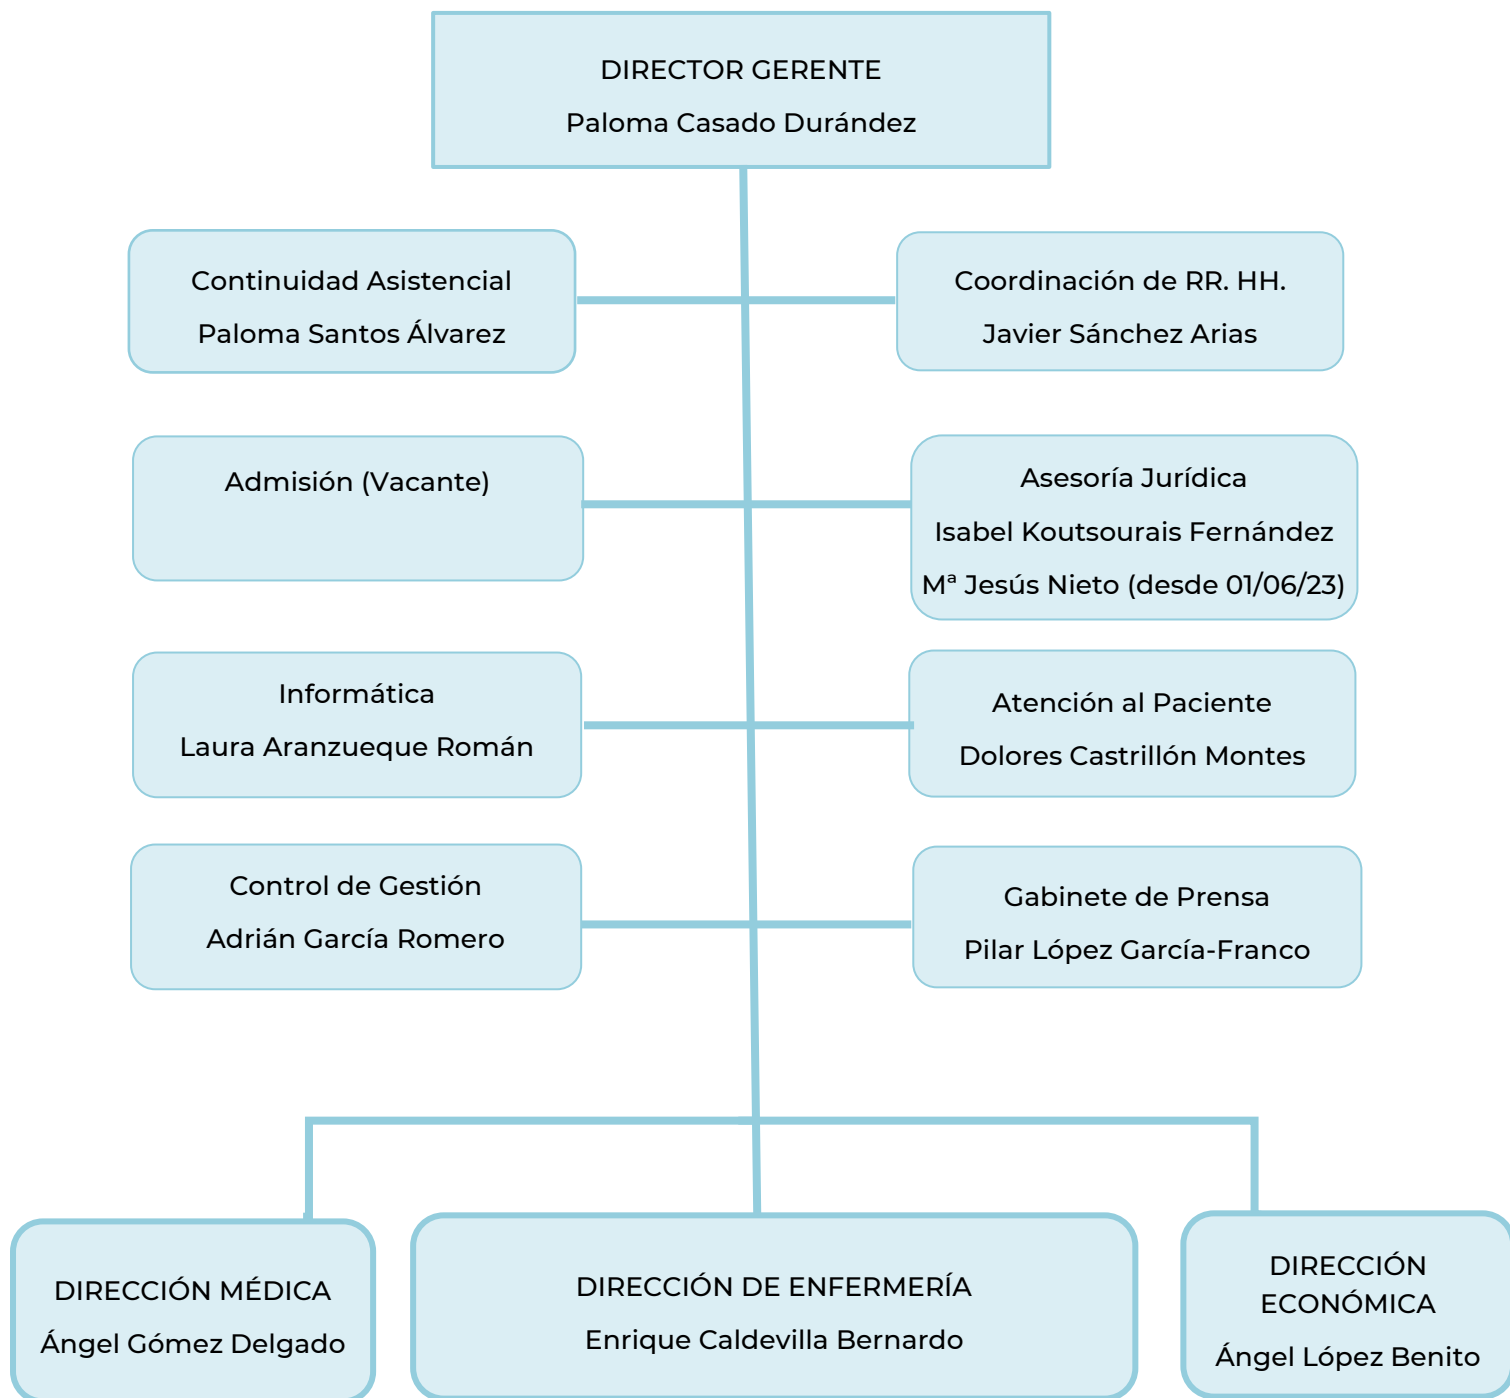 DIRECTOR GERENTE
Paloma Casado Durández
Continuidad Asistencial
Paloma Santos Álvarez
Coordinación de RR. HH.
Javier Sánchez Arias
Admisión (Vacante)
Asesoría Jurídica
Isabel Koutsourais Fernández
Mª Jesús Nieto (desde 01/06/23)
Informática
Laura Aranzueque Román
Atención al Paciente
Dolores Castrillón Montes
Control de Gestión
Adrián García Romero
Gabinete de Prensa
Pilar López García-Franco
DIRECCIÓN MÉDICA
Ángel Gómez Delgado
DIRECCIÓN DE ENFERMERÍA
Enrique Caldevilla Bernardo
DIRECCIÓN
ECONÓMICA
Ángel López Benito